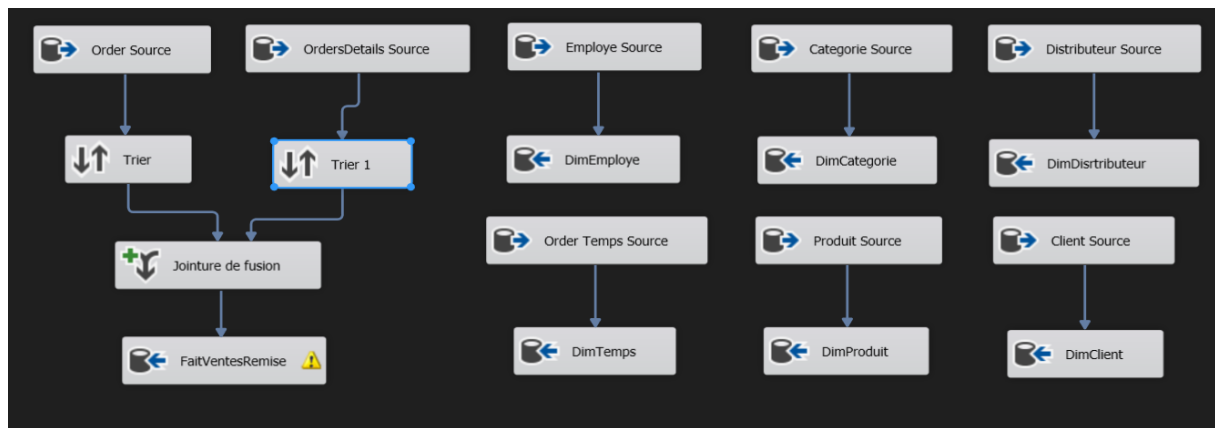 Order Source
OrdersDetails Source
Employe Source
Categorie Source
Distributeur Source
Trier
Trier 1
DimEmploye
DimCategorie
DimDisrtributeur
Order Temps Source
Produit Source
Client Source
Jointure de fusion
DimTemps
DimProduit
DimClient
FaitVentesRemise